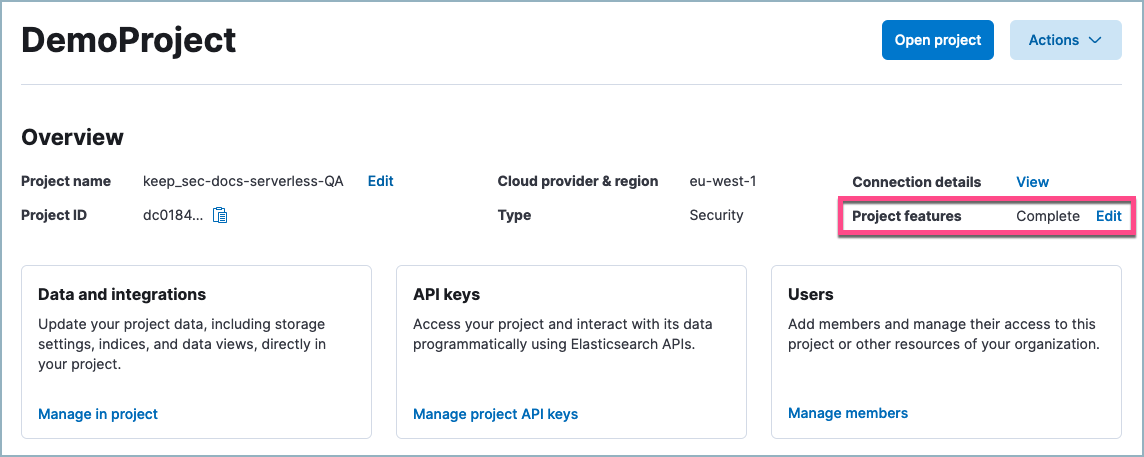 DemoProject
Open project
Actions
Overview
Project name keep_sec-docs-serverless-QA Edit
Cloud provider & region eu-west-1
Connection details View
Project ID dc0184...
Type Security
Project features Complete Edit
Data and integrations
Update your project data, including storage
settings, indices, and data views, directly in
your project.
Manage in project
API keys
Access your project and interact with its data
programmatically using Elasticsearch APIs.
Manage project API keys
Users
Add members and manage their access to this
project or other resources of your organization.
Manage members